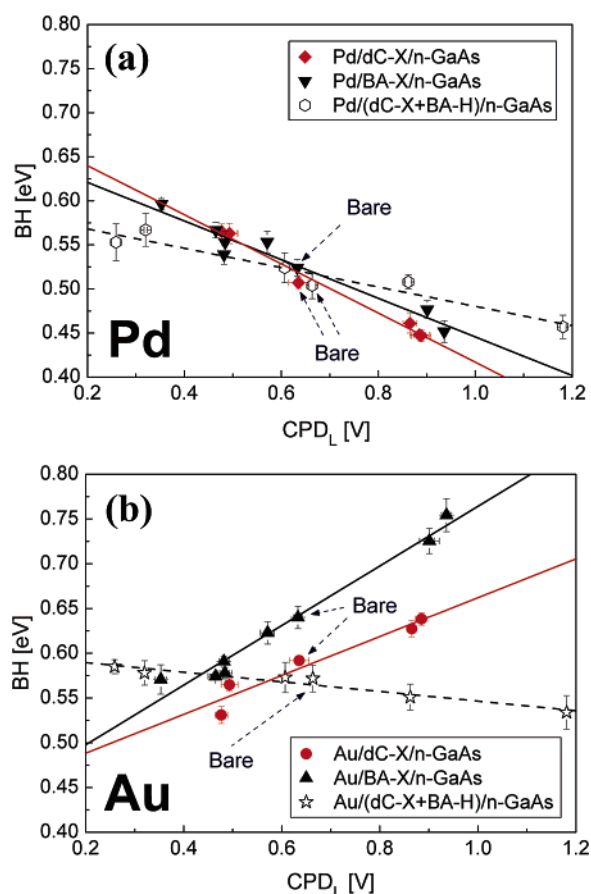 (a)
Pd/dC-X/n-GaAs
Pd/BA-X/n-GaAs
Pd/(dC-X+BA-H)/n-GaAs
0.80
0.75
0.70
0.65
0.60
0.55
0.50
0.45
0.40
BH [eV]
Bare
Bare
Pd
0.2 0.4 0.6 0.8 1.0 1.2
CPDL [V]
(b)
0.80
0.75
0.70
0.65
0.60
0.55
0.50
0.45
0.40
BH [eV]
Bare
Bare
Au
Au/dC-X/n-GaAs
Au/BA-X/n-GaAs
Au/(dC-X+BA-H)/n-GaAs
0.2 0.4 0.6 0.8 1.0 1.2
CPDL [V]